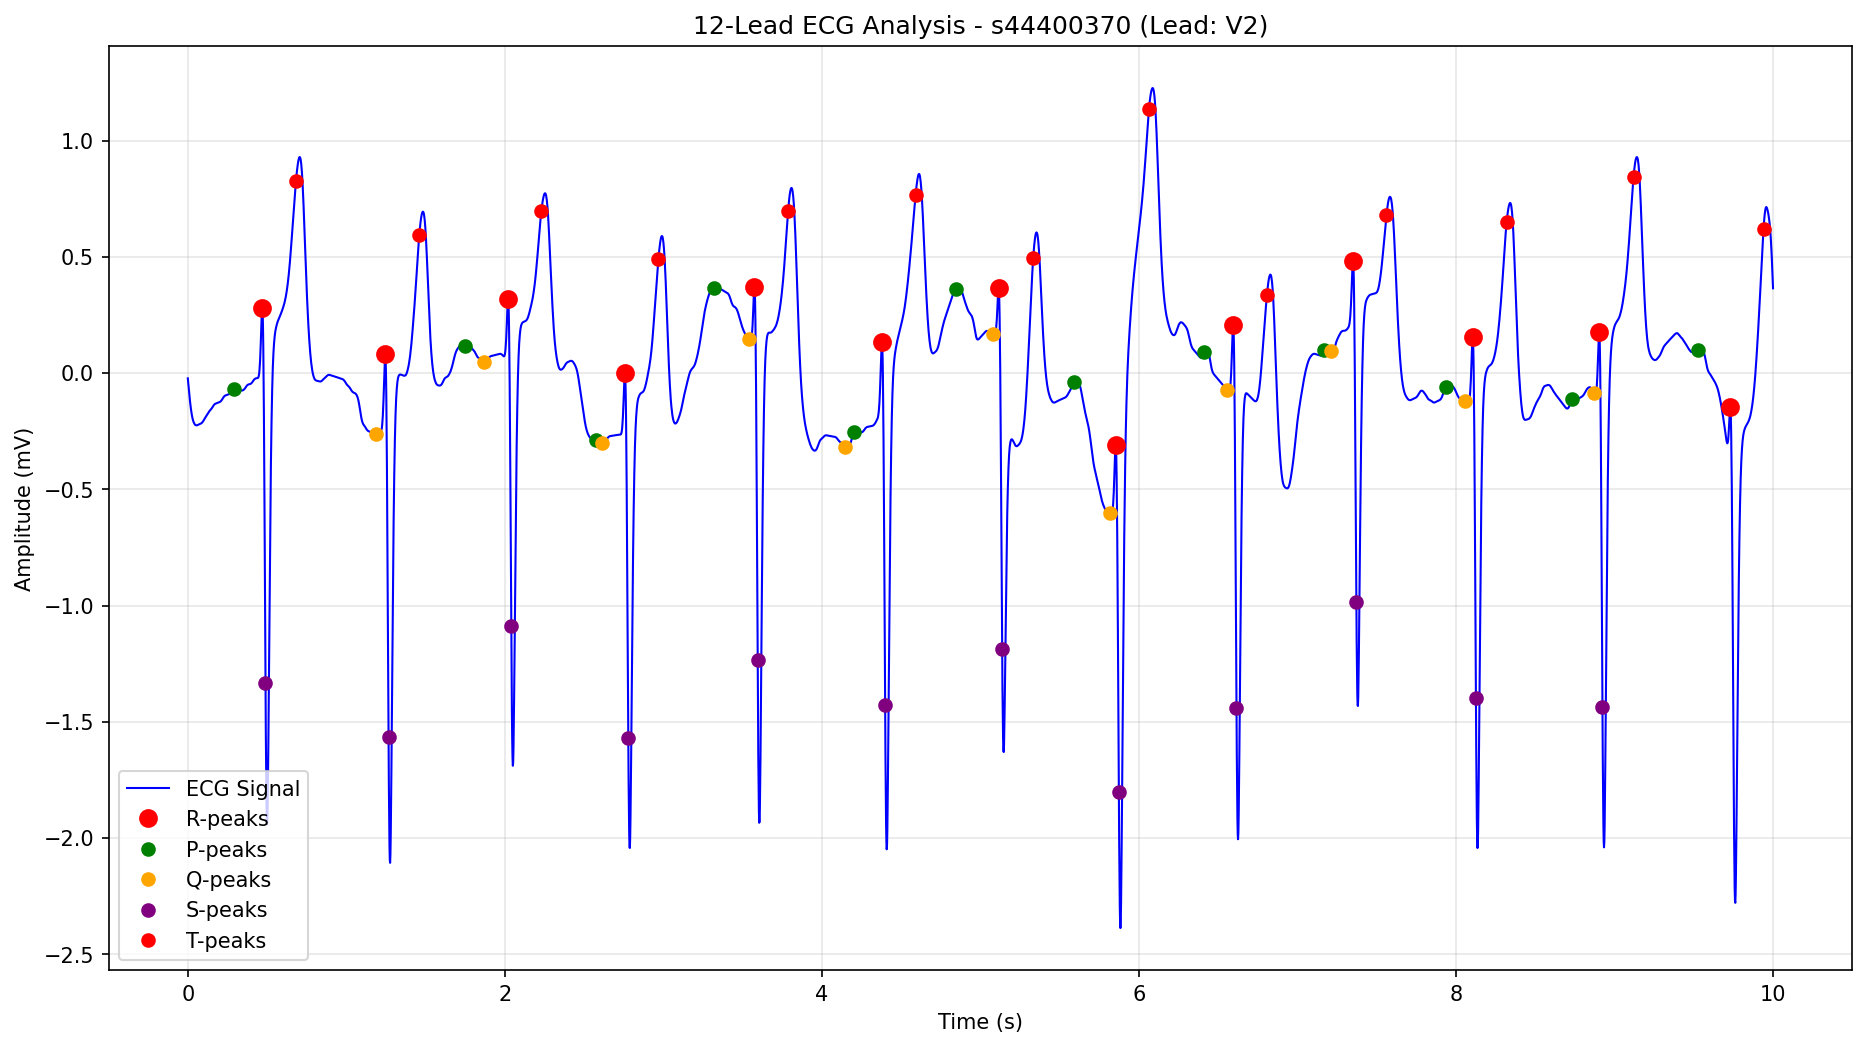 12-Lead ECG Analysis - s44400370 (Lead: V2)
Amplitude (mV)
1.0
0.5
0.0
−0.5
−1.0
−1.5
−2.0
−2.5
ECG Signal
R-peaks
P-peaks
Q-peaks
S-peaks
T-peaks
0 2 4 6 8 10
Time (s)